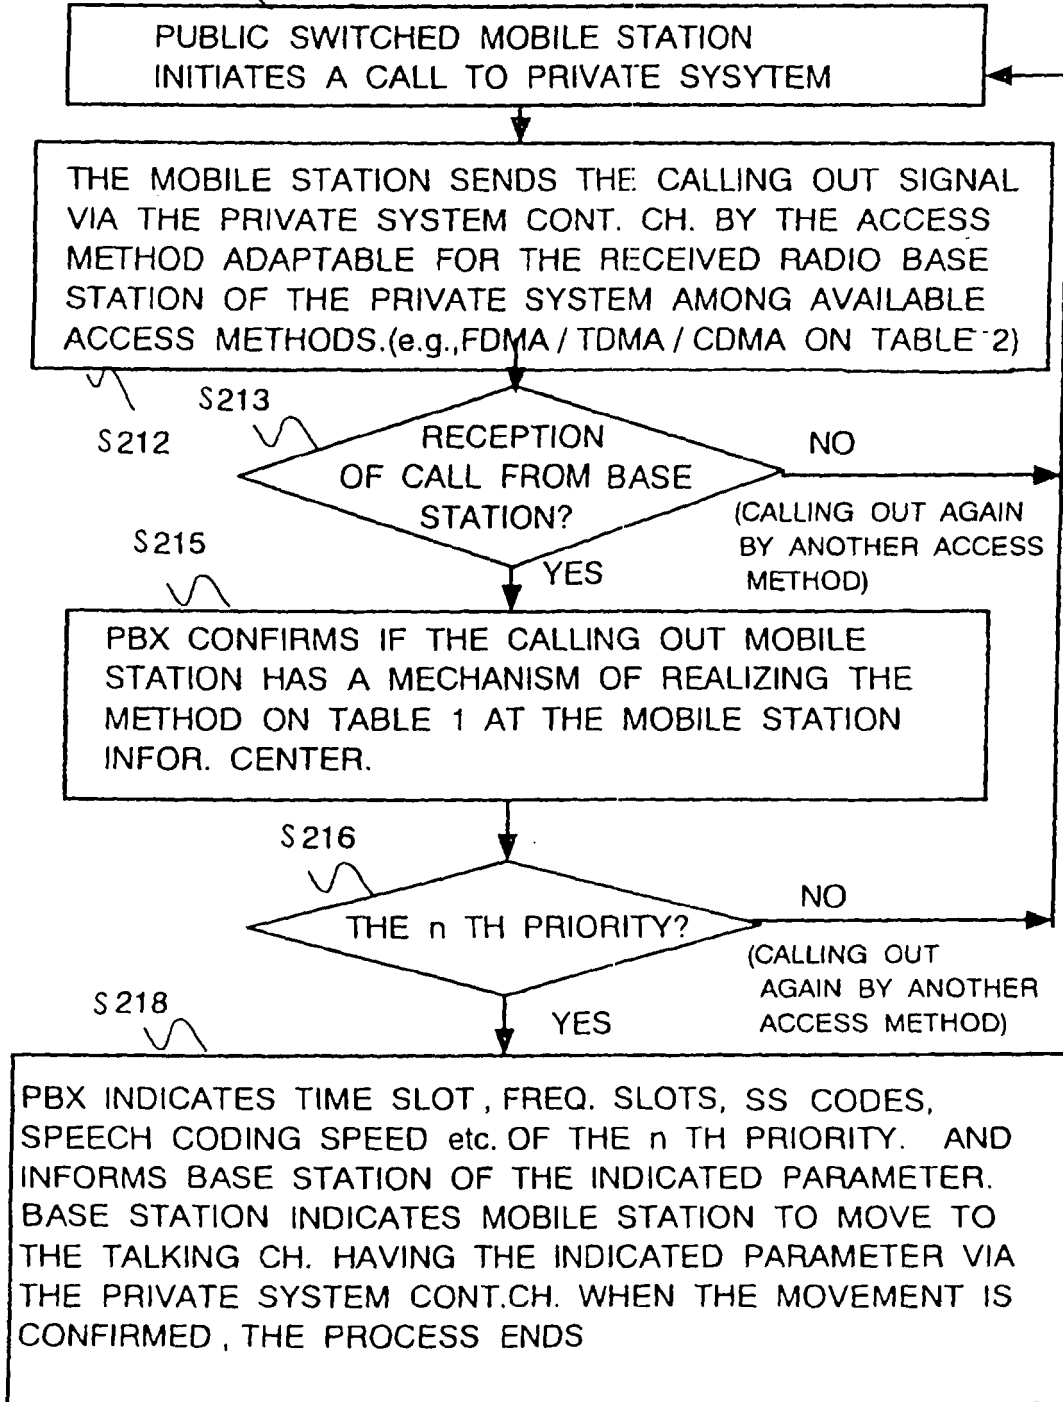 PUBLIC SWITCHED MOBILE STATION
INITIATES A CALL TO PRIVATE SYSYTEM
THE MOBILE STATION SENDS THE CALLING OUT SIGNAL
VIA THE PRIVATE SYSTEM CONT. CH. BY THE ACCESS
METHOD ADAPTABLE FOR THE RECEIVED RADIO BASE
STATION OF THE PRIVATE SYSTEM AMONG AVAILABLE
ACCESS METHODS.(e.g.,FDMA / TDMA / CDMA ON TABLE 2)
S212
S213
RECEPTION
OF CALL FROM BASE
STATION?
NO
(CALLING OUT AGAIN
BY ANOTHER ACCESS
METHOD)
YES
S215
PBX CONFIRMS IF THE CALLING OUT MOBILE
STATION HAS A MECHANISM OF REALIZING THE
METHOD ON TABLE 1 AT THE MOBILE STATION
INFOR. CENTER.
S216
THE n TH PRIORITY?
NO
(CALLING OUT
AGAIN BY ANOTHER
ACCESS METHOD)
YES
S218
PBX INDICATES TIME SLOT, FREQ. SLOTS, SS CODES,
SPEECH CODING SPEED etc. OF THE n TH PRIORITY. AND
INFORMS BASE STATION OF THE INDICATED PARAMETER.
BASE STATION INDICATES MOBILE STATION TO MOVE TO
THE TALKING CH. HAVING THE INDICATED PARAMETER VIA
THE PRIVATE SYSTEM CONT.CH. WHEN THE MOVEMENT IS
CONFIRMED, THE PROCESS ENDS